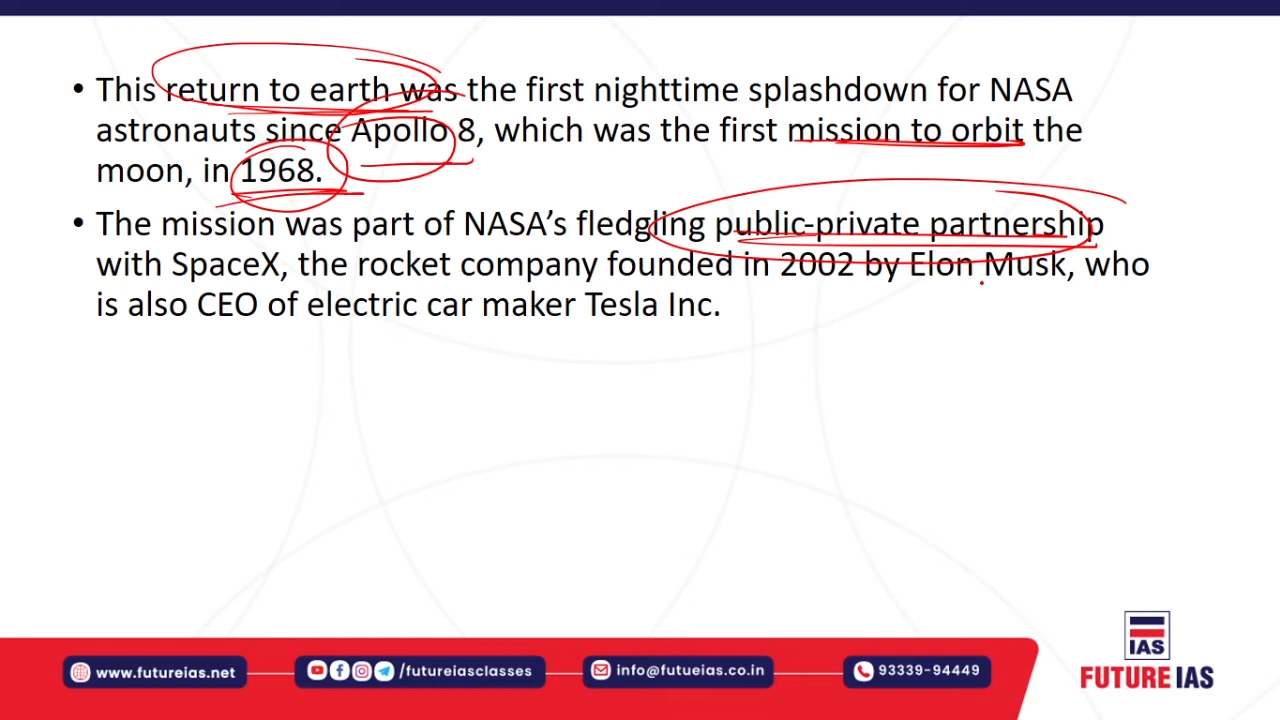 • This return to earth was the first nighttime splashdown for NASA
astronauts since Apollo 8, which was the first mission to orbit the
moon, in 1968.
• The mission was part of NASA's fledgling public-private partnership
with SpaceX, the rocket company founded in 2002 by Elon Musk, who
is also CEO of electric car maker Tesla Inc.
IAS
FUTURE IAS
www.futureias.net
/futureiasclasses
info@futueias.co.in
93339-94449